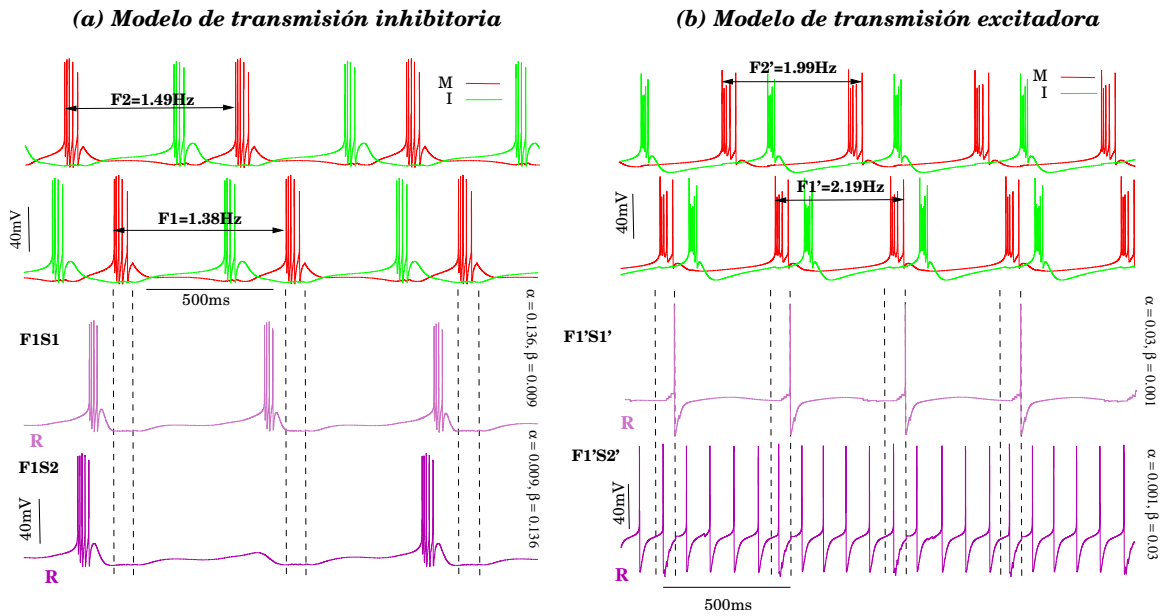 (a) Modelo de transmisión inhibitoria
(b) Modelo de transmisión excitadora
M
I
F2=1.49Hz
F1=1.38Hz
40mV
500ms
F1S1
R
α = 0.136, β = 0.009
F1S2
40mV
R
α = 0.009, β = 0.136
M
I
F2'=1.99Hz
F1'=2.19Hz
40mV
F1'S1'
R
α = 0.03, β = 0.001
F1'S2'
40mV
R
α = 0.001, β = 0.03
500ms